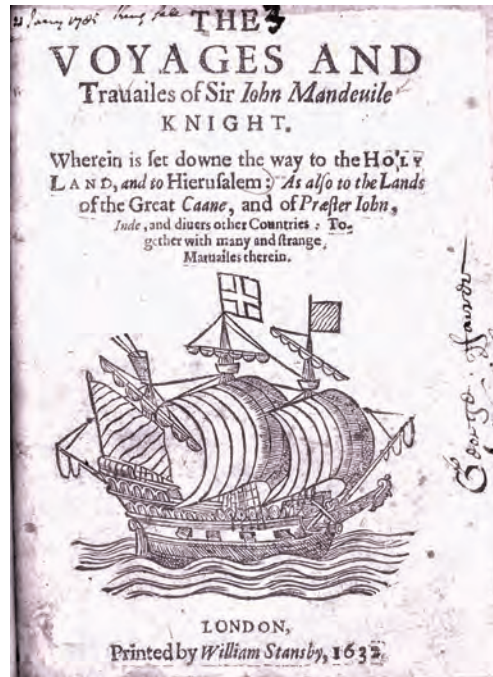 THE
VOYAGES AND
Trauailes of Sir Iohn Mandeuile
KNIGHT.
Wherein is ſet downe the way to the HOLY
LAND, and to Hieruſalem: As alſo to the Lands
of the Great Caane, and of Præſter Iohn,
Inde, and diuers other Countries: To-
gether with many and ſtrange
Maruailes therein.
LONDON,
Printed by William Stansby, 1632